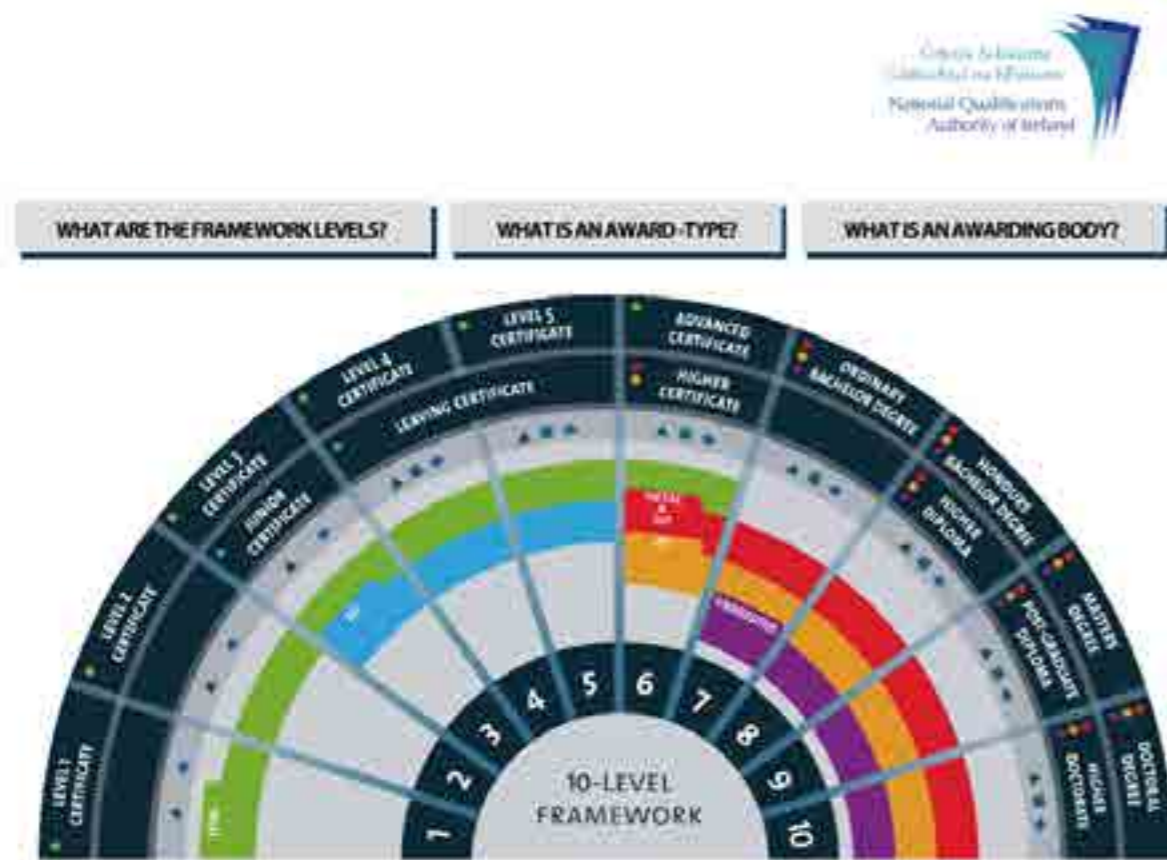 National Qualifications
Authority of Ireland
WHAT ARE THE FRAMEWORK LEVELS?
WHAT IS AN AWARD-TYPE?
WHAT IS AN AWARDING BODY?
LEVEL 1
CERTIFICATE
LEVEL 2
CERTIFICATE
LEVEL 3
CERTIFICATE
JUNIOR
CERTIFICATE
LEVEL 4
CERTIFICATE
LEVEL 5
CERTIFICATE
LEAVING CERTIFICATE
ADVANCED
CERTIFICATE
HIGHER
CERTIFICATE
ORDINARY
BACHELOR DEGREE
HONOURS
BACHELOR DEGREE
HIGHER
DIPLOMA
MASTERS
DEGREE
POST-GRADUATE
DIPLOMA
DOCTORAL
DEGREE
HIGHER
DOCTORATE
1
2
3
4
5
6
7
8
9
10
10-LEVEL
FRAMEWORK